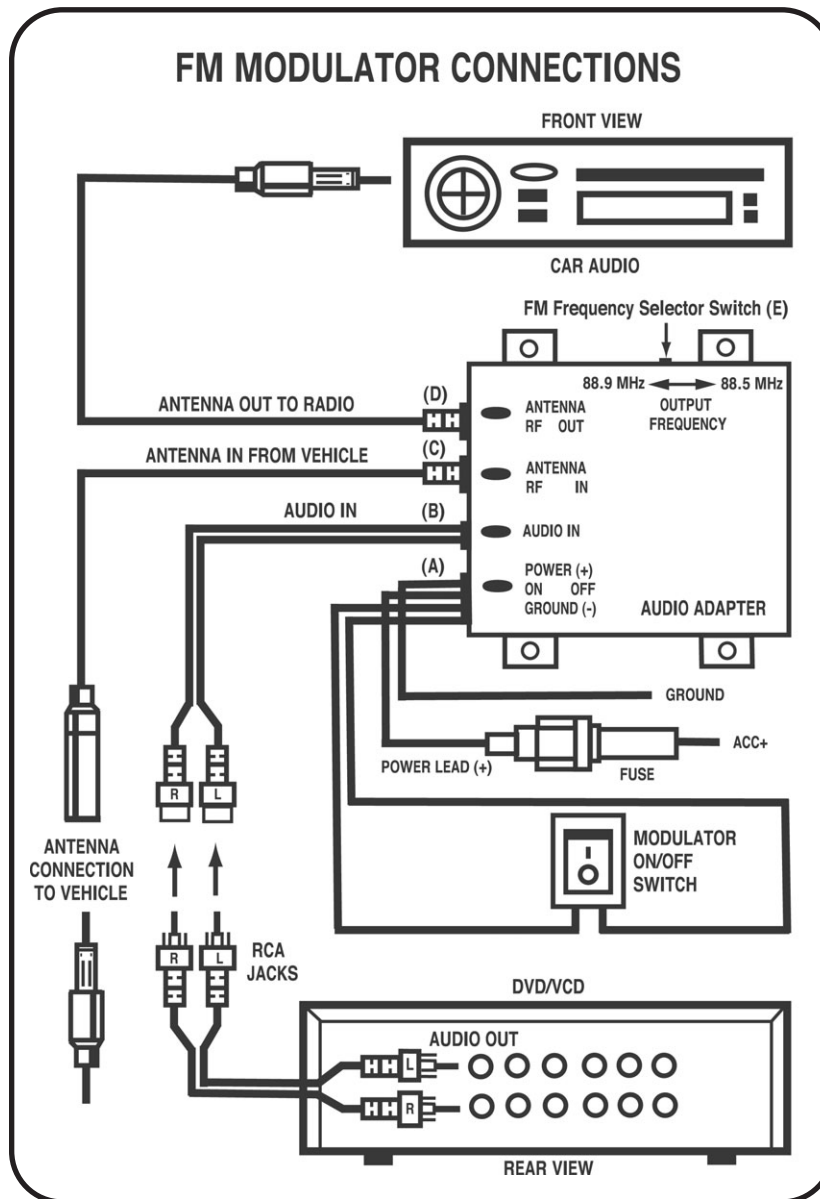 FM MODULATOR CONNECTIONS
FRONT VIEW
CAR AUDIO
FM Frequency Selector Switch (E)
88.9 MHz 88.5 MHz
OUTPUT
FREQUENCY
(D)
ANTENNA OUT TO RADIO
ANTENNA
RF OUT
(C)
ANTENNA IN FROM VEHICLE
ANTENNA
RF IN
(B)
AUDIO IN
AUDIO IN
(A)
POWER (+)
ON OFF
GROUND (-)
AUDIO ADAPTER
GROUND
POWER LEAD (+)
FUSE
ACC+
R L
ANTENNA
CONNECTION
TO VEHICLE
MODULATOR
ON/OFF
SWITCH
R L
RCA
JACKS
DVD/VCD
AUDIO OUT
L
R
REAR VIEW